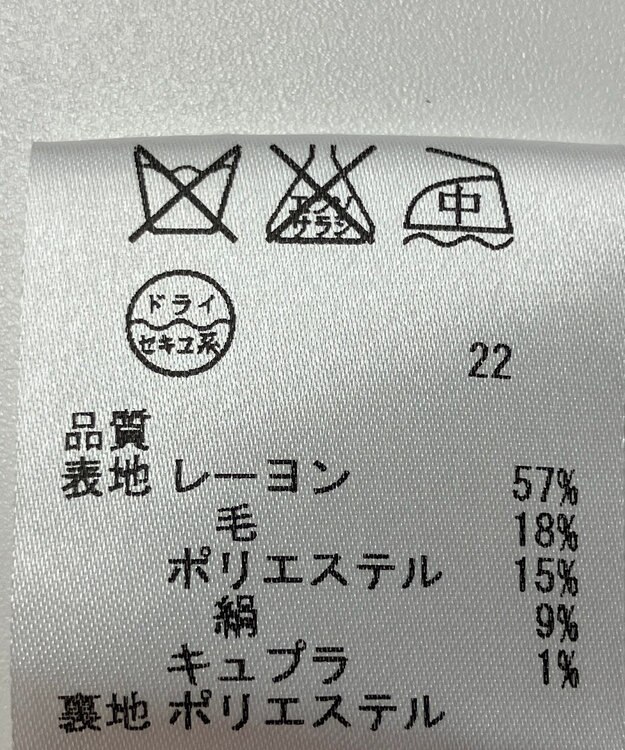 エンソ
サラシ
中
ドライ
セキユ系
22
品質
表地 レーヨン 57%
毛 18%
ポリエステル 15%
絹 9%
キュプラ 1%
裏地 ポリエステル